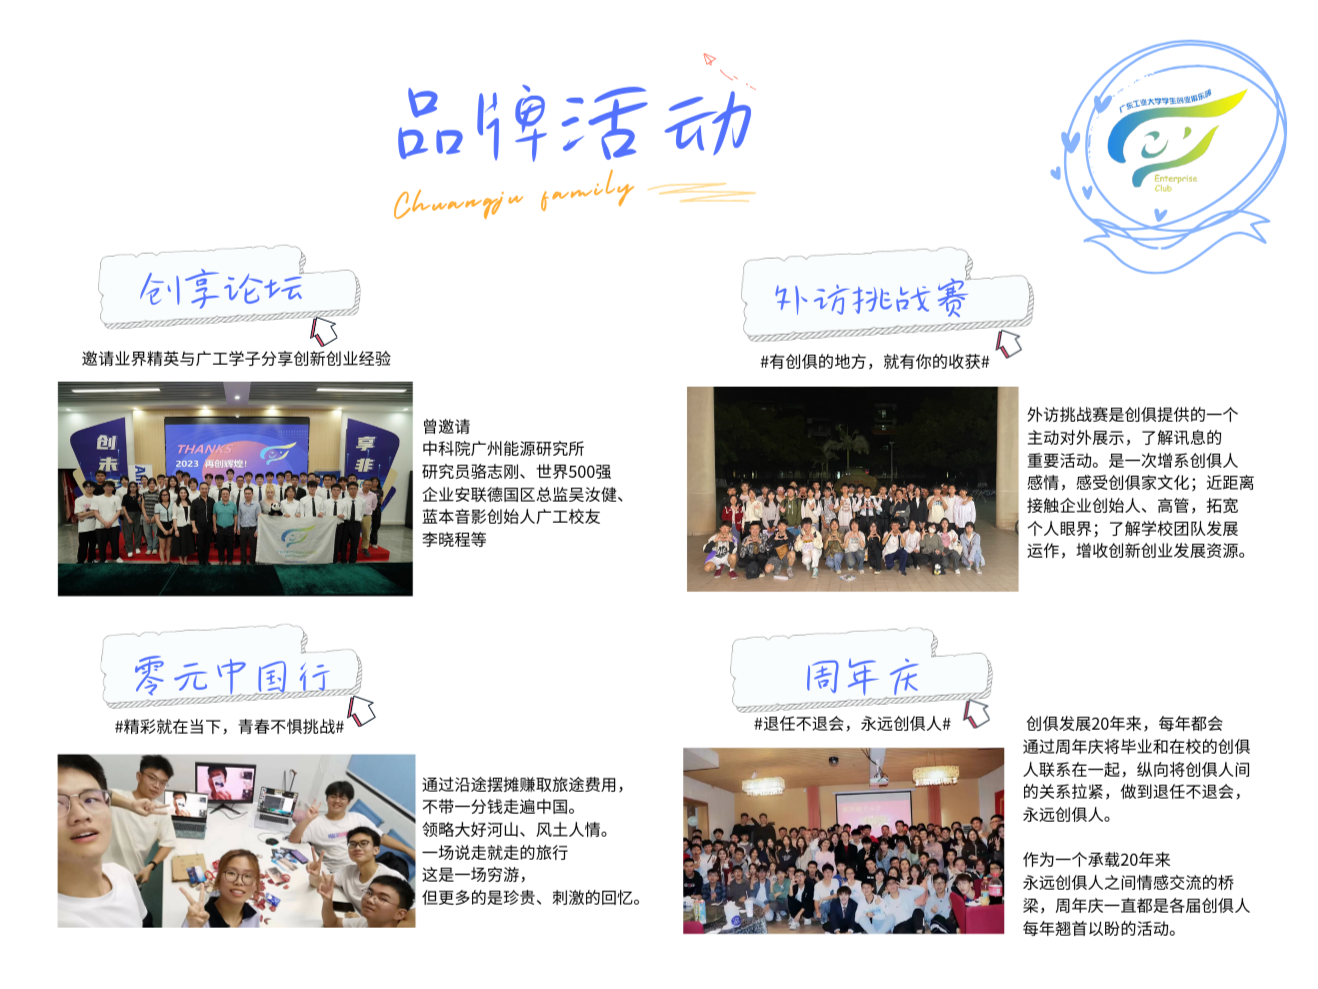 品牌活动
Chuangju family
广东工业大学学生创业俱乐部
Enterprise
Club
创享论坛
邀请业界精英与广工学子分享创新创业经验
创
未
THANKS
2023 再创辉煌！
享
非
曾邀请
中科院广州能源研究所
研究员骆志刚、世界500强
企业安联德国区总监吴汝健、
蓝本音影创始人广工校友
李晓程等
外访挑战赛
#有创俱的地方，就有你的收获#
外访挑战赛是创俱提供的一个
主动对外展示，了解讯息的
重要活动。是一次增系创俱人
感情，感受创俱家文化；近距离
接触企业创始人、高管，拓宽
个人眼界；了解学校团队发展
运作，增收创新创业发展资源。
零元中国行
#精彩就在当下，青春不惧挑战#
通过沿途摆摊赚取旅途费用，
不带一分钱走遍中国。
领略大好河山、风土人情。
一场说走就走的旅行
这是一场穷游，
但更多的是珍贵、刺激的回忆。
周年庆
#退任不退会，永远创俱人#
创俱发展20年来，每年都会
通过周年庆将毕业和在校的创俱
人联系在一起，纵向将创俱人间
的关系拉紧，做到退任不退会，
永远创俱人。
作为一个承载20年来
永远创俱人之间情感交流的桥
梁，周年庆一直都是各届创俱人
每年翘首以盼的活动。